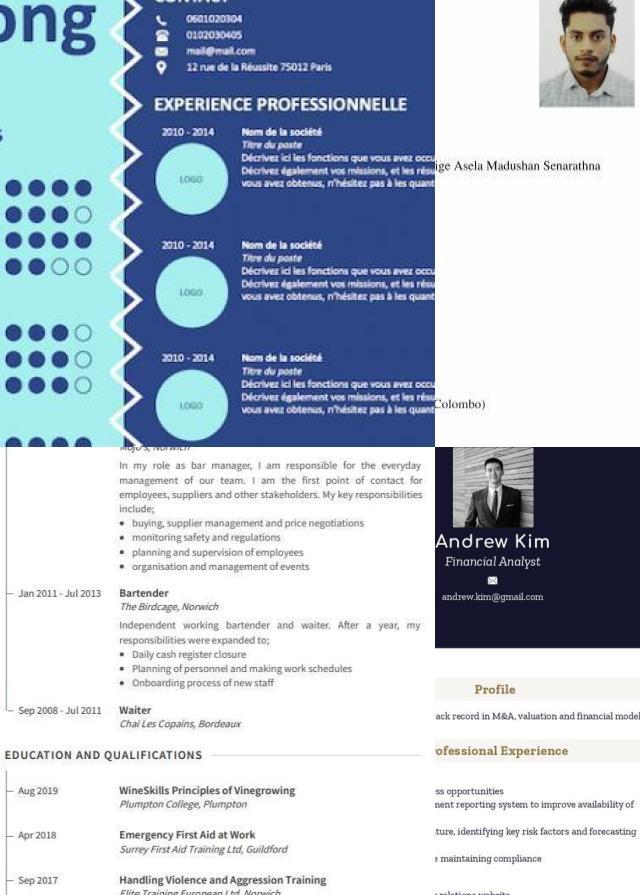 ong
CONTACT
0601020304
0102030405
mail@mail.com
12 rue de la Réussite 75012 Paris
EXPERIENCE PROFESSIONNELLE
s
2010 - 2014
Nom de la société
Titre du poste
Décrivez ici les fonctions que vous avez occu
Décrivez également vos missions, et les résu
vous avez obtenus, n'hésitez pas à les quant
LOGO
2010 - 2014
Nom de la société
Titre du poste
Décrivez ici les fonctions que vous avez occu
Décrivez également vos missions, et les résu
vous avez obtenus, n'hésitez pas à les quant
LOGO
2010 - 2014
Nom de la société
Titre du poste
Décrivez ici les fonctions que vous avez occu
Décrivez également vos missions, et les résu
vous avez obtenus, n'hésitez pas à les quant
LOGO
ige Asela Madushan Senarathna
Colombo)
Mojo's, Norwich
In my role as bar manager, I am responsible for the everyday
management of our team. I am the first point of contact for
employees, suppliers and other stakeholders. My key responsibilities
include;
• buying, supplier management and price negotiations
• monitoring safety and regulations
• planning and supervision of employees
• organisation and management of events
Jan 2011 - Jul 2013
Bartender
The Birdcage, Norwich
Independent working bartender and waiter. After a year, my
responsibilities were expanded to;
• Daily cash register closure
• Planning of personnel and making work schedules
• Onboarding process of new staff
Sep 2008 - Jul 2011
Waiter
Chai Les Copains, Bordeaux
EDUCATION AND QUALIFICATIONS
Aug 2019
WineSkills Principles of Vinegrowing
Plumpton College, Plumpton
Apr 2018
Emergency First Aid at Work
Surrey First Aid Training Ltd, Guildford
Sep 2017
Handling Violence and Aggression Training
Elite Training European Ltd, Norwich
Andrew Kim
Financial Analyst
andrew.kim@gmail.com
Profile
ack record in M&A, valuation and financial model
ofessional Experience
ess opportunities
ment reporting system to improve availability of
ture, identifying key risk factors and forecasting
e maintaining compliance
relations website